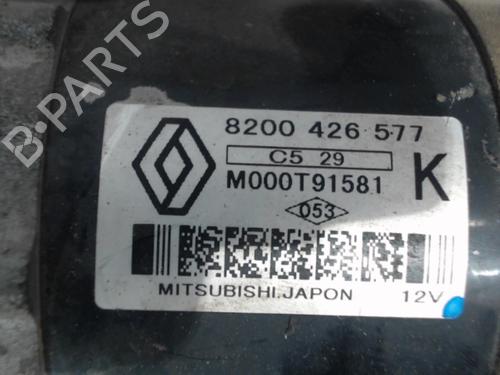 8200 426 577
C5 29
M000T91581
K
053
MITSUBISHI.JAPON 12V
B-PARTS